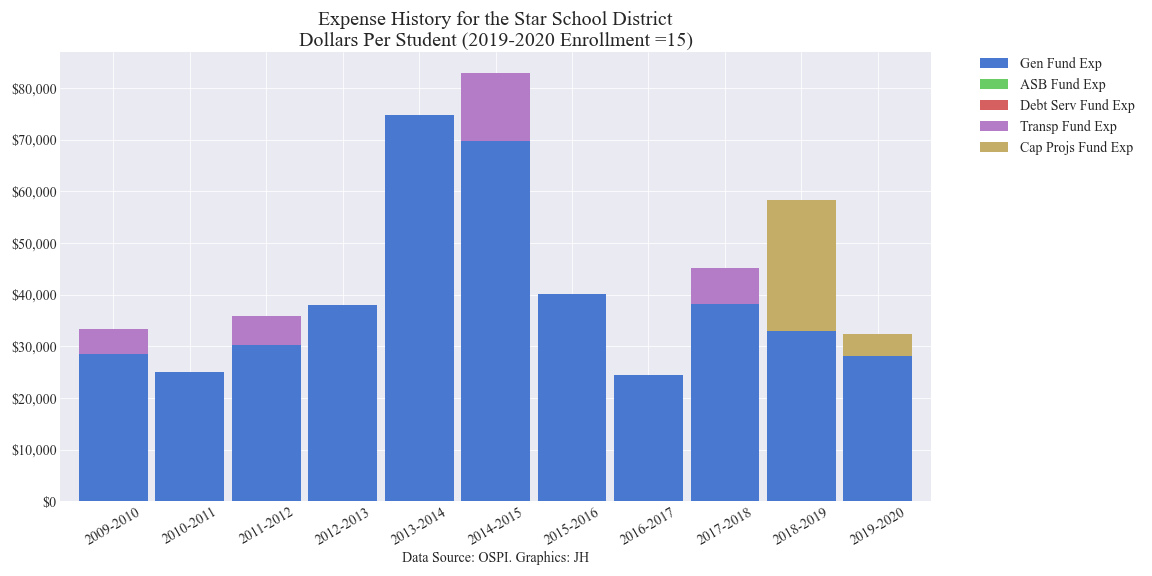 Expense History for the Star School District
Dollars Per Student (2019-2020 Enrollment =15)
$80,000
$70,000
$60,000
$50,000
$40,000
$30,000
$20,000
$10,000
$0
2009-2010
2010-2011
2011-2012
2012-2013
2013-2014
2014-2015
2015-2016
2016-2017
2017-2018
2018-2019
2019-2020
Data Source: OSPI. Graphics: JH
Gen Fund Exp
ASB Fund Exp
Debt Serv Fund Exp
Transp Fund Exp
Cap Projs Fund Exp